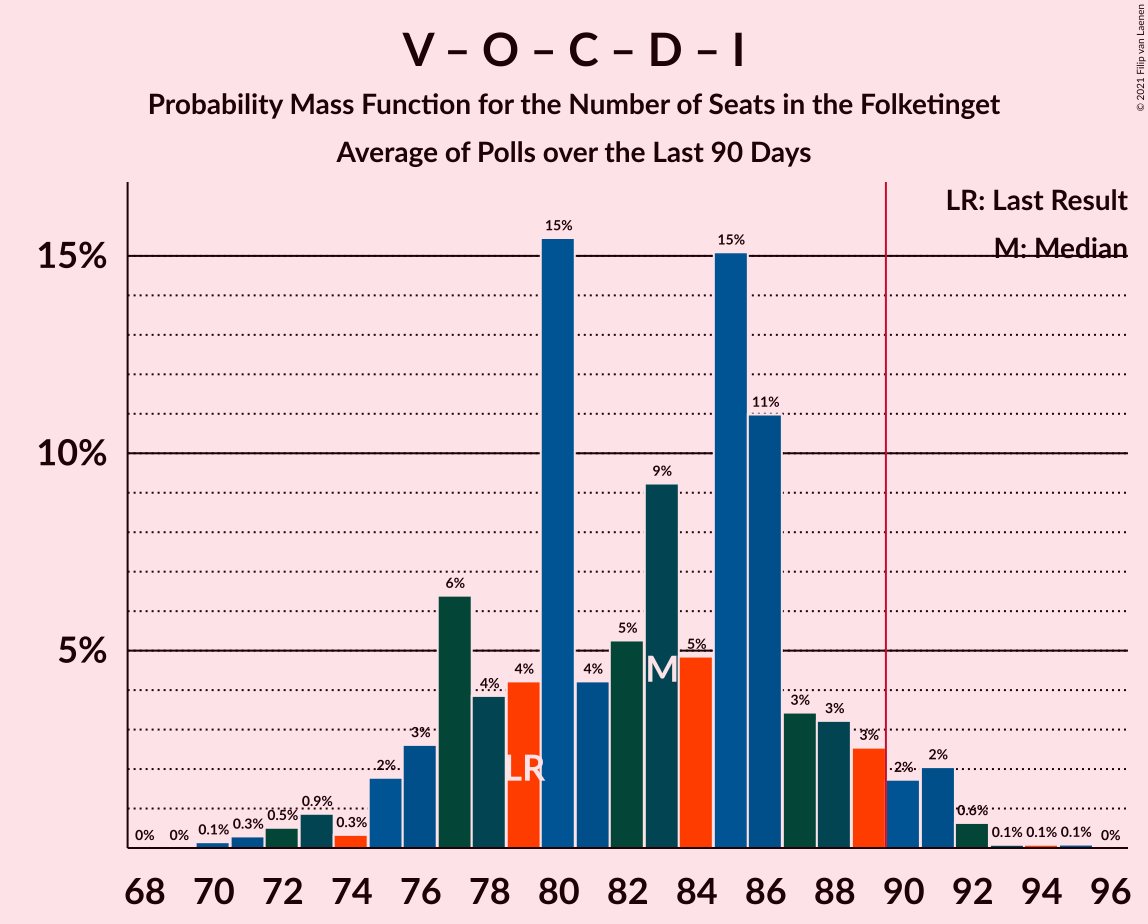 V – O – C – D – I
Probability Mass Function for the Number of Seats in the Folketinget
Average of Polls over the Last 90 Days
© 2021 Filip van Laenen
LR: Last Result
M: Median
15%
10%
5%
0% 0% 0.1% 0.3% 0.5% 0.9% 0.3% 2% 3% 6% 4% 4% 15% 4% 5% 9% 5% 15% 11% 3% 3% 3% 2% 2% 0.6% 0.1% 0.1% 0.1% 0%
M
LR
68 70 72 74 76 78 80 82 84 86 88 90 92 94 96